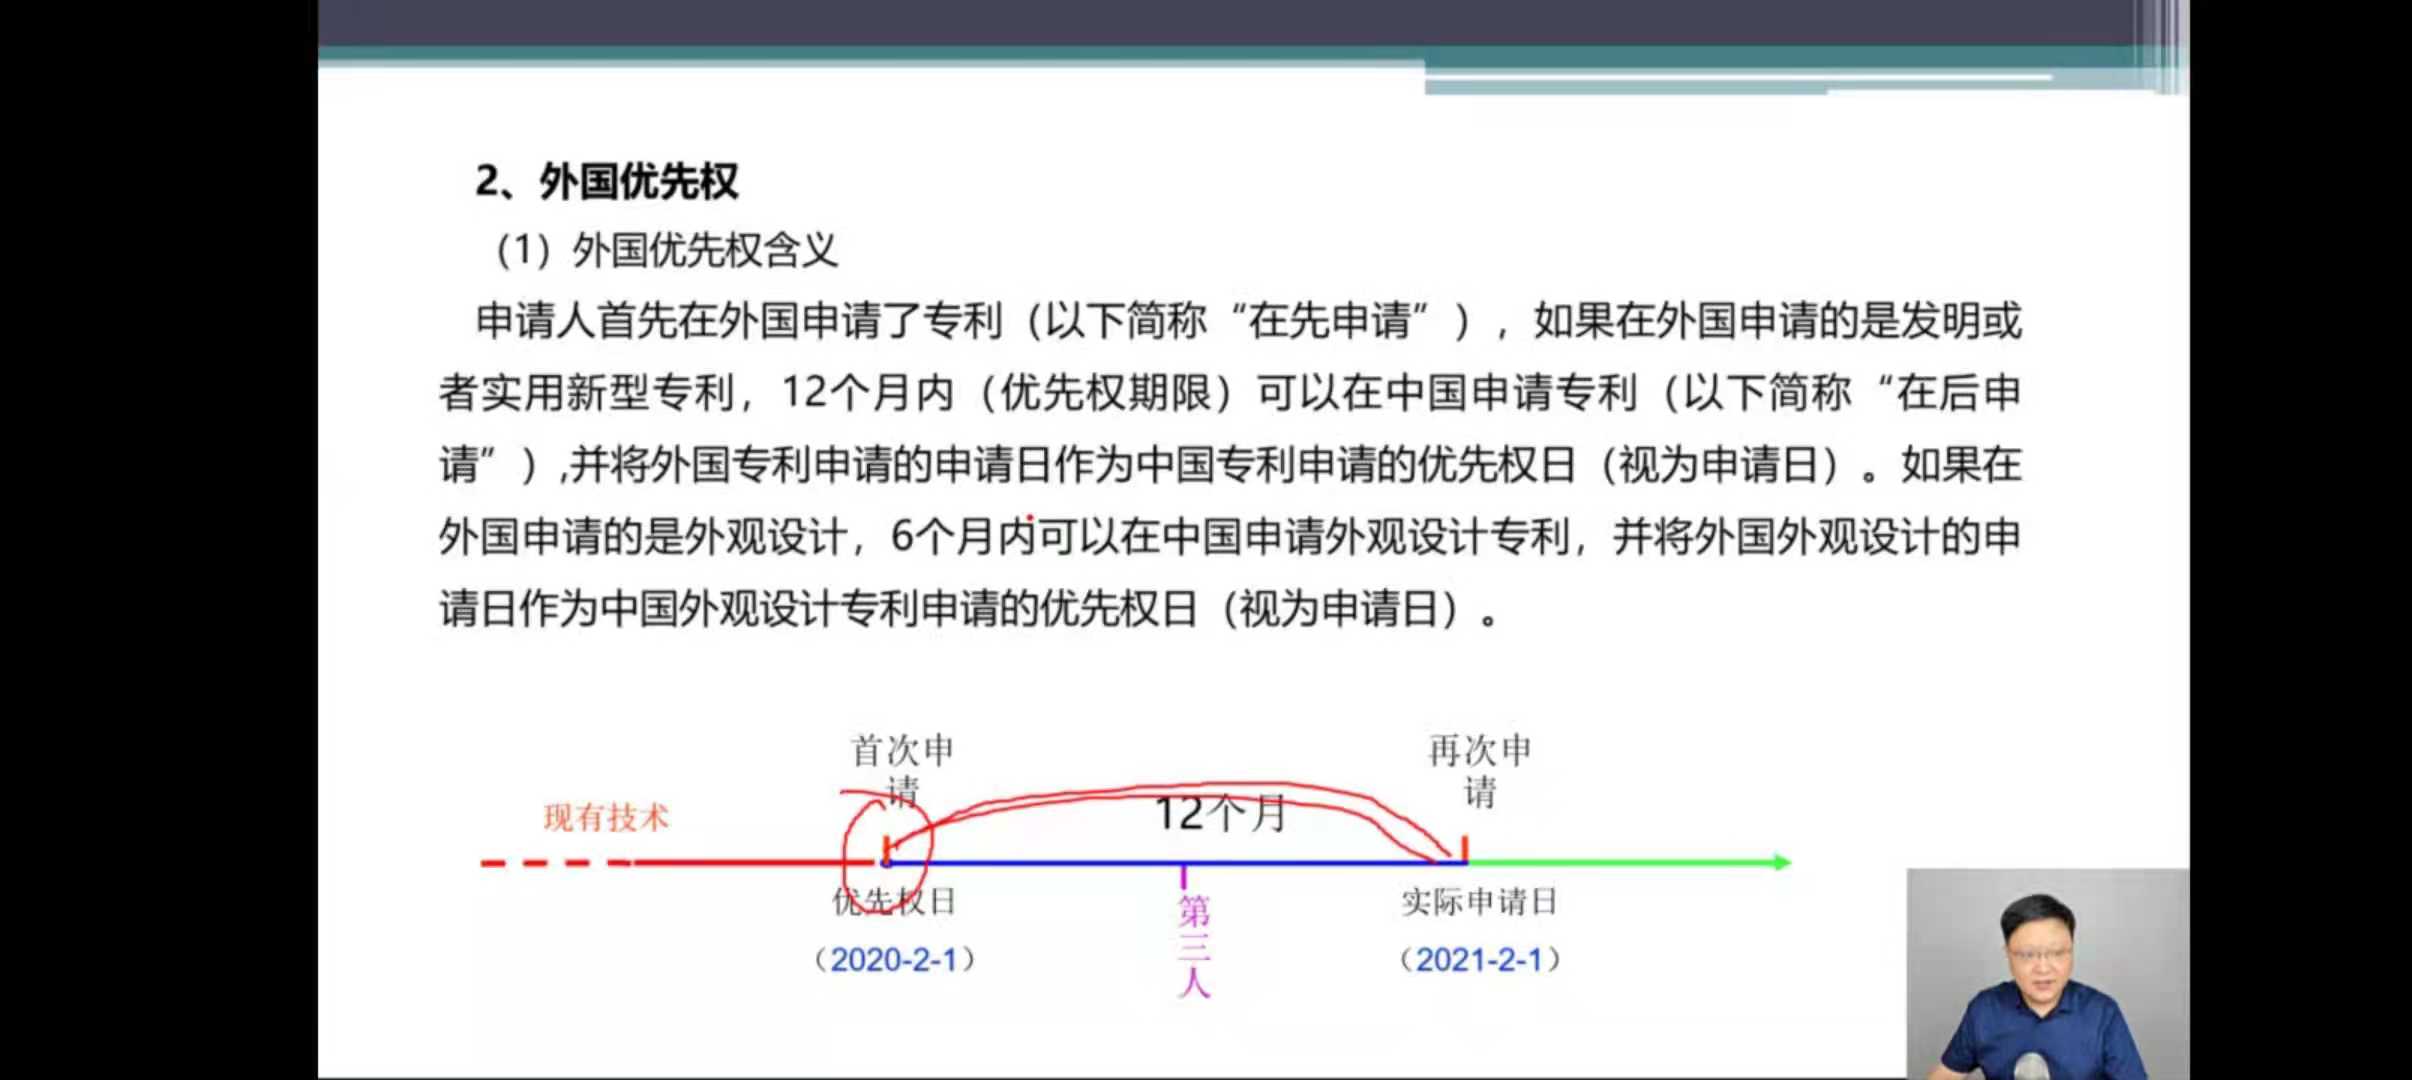 2、外国优先权
（1）外国优先权含义
申请人首先在外国申请了专利（以下简称“在先申请”），如果在外国申请的是发明或
者实用新型专利，12个月内（优先权期限）可以在中国申请专利（以下简称“在后申
请”）,并将外国专利申请的申请日作为中国专利申请的优先权日（视为申请日）。如果在
外国申请的是外观设计，6个月内可以在中国申请外观设计专利，并将外国外观设计的申
请日作为中国外观设计专利申请的优先权日（视为申请日）。
首次申
请
再次申
请
现有技术
12个月
优先权日
第三人
实际申请日
（2020-2-1）
（2021-2-1）